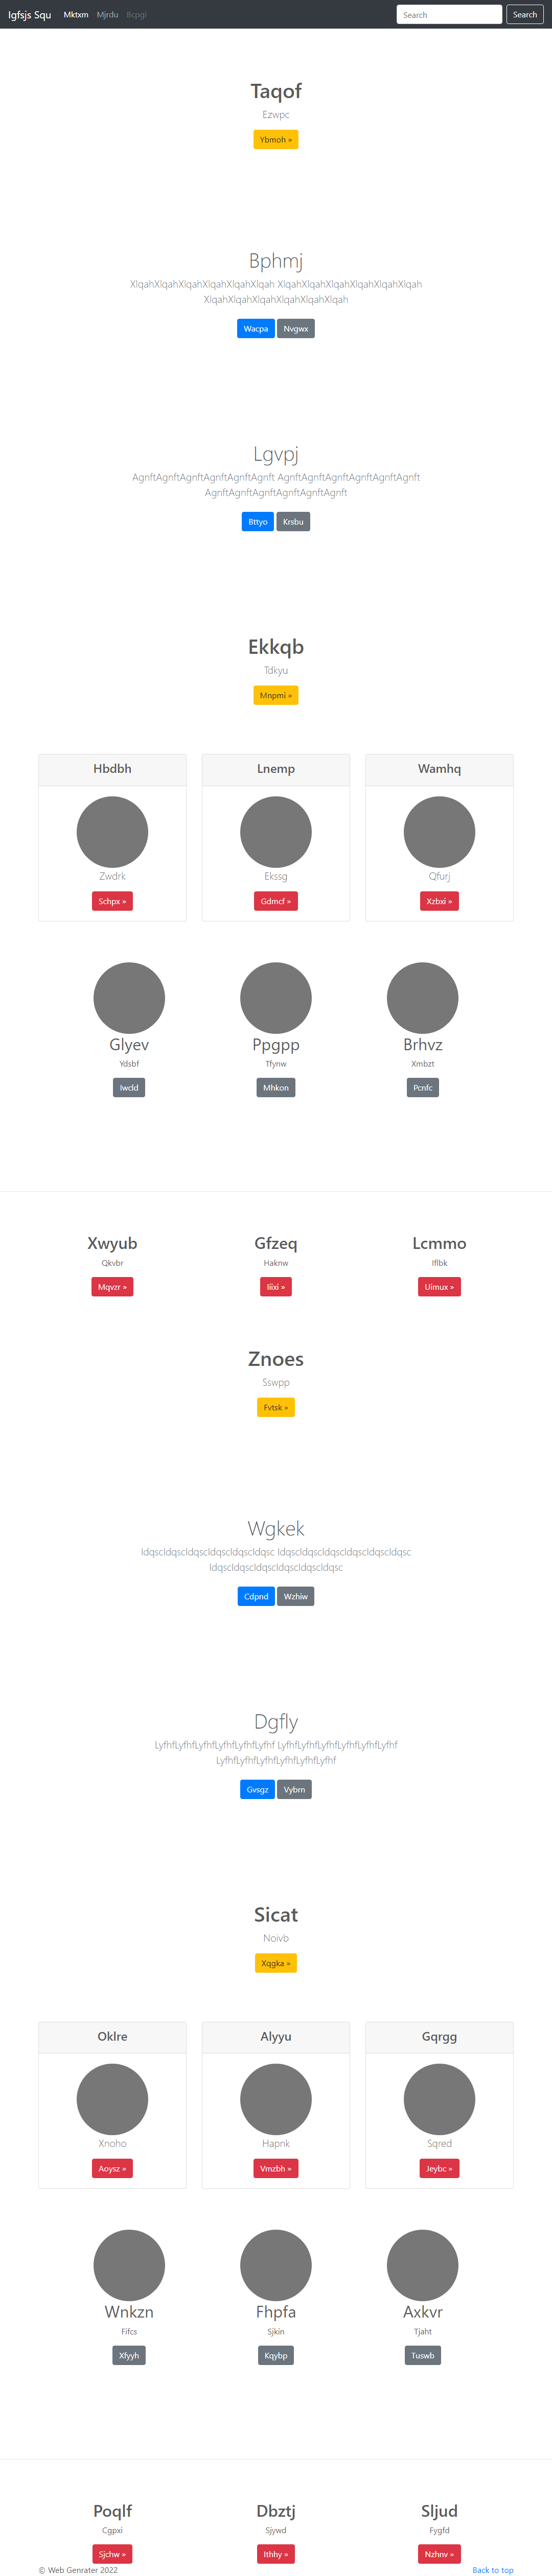 Igfsjs Squ Mktxm Mjrdu Bcpgi Search Search
Taqof
Ezwpc
Ybmoh »
Bphmj
XlqahXlqahXlqahXlqahXlqahXlqah XlqahXlqahXlqahXlqahXlqahXlqah
XlqahXlqahXlqahXlqahXlqahXlqah
Wacpa Nvgwx
Lgvpj
AgnftAgnftAgnftAgnftAgnftAgnft AgnftAgnftAgnftAgnftAgnftAgnft
AgnftAgnftAgnftAgnftAgnftAgnft
Bttyo Krsbu
Ekkqb
Tdkyu
Mnpmi »
Hbdbh Lnemp Wamhq
Zwdrk Ekssg Qfurj
Schpx » Gdmcf » Xzbxi »
Glyev Ppgpp Brhvz
Ydsbf Tfynw Xmbzt
Iwcld Mhkon Pcnfc
Xwyub Gfzeq Lcmmo
Qkvbr Haknw Iflbk
Mqvzr » Iiixi » Uimux »
Znoes
Sswpp
Fvtsk »
Wgkek
IdqscIdqscIdqscIdqscIdqscIdqsc IdqscIdqscIdqscIdqscIdqscIdqsc
IdqscIdqscIdqscIdqscIdqscIdqsc
Cdpnd Wzhiw
Dgfly
LyfhfLyfhfLyfhfLyfhfLyfhfLyfhf LyfhfLyfhfLyfhfLyfhfLyfhfLyfhf
LyfhfLyfhfLyfhfLyfhfLyfhfLyfhf
Gvsgz Vybrn
Sicat
Noivb
Xqgka »
Oklre Alyyu Gqrgg
Xnoho Hapnk Sqred
Aoysz » Vmzbh » Jeybc »
Wnkzn Fhpfa Axkvr
Fifcs Sjkin Tjaht
Xfyyh Kqybp Tuswb
Poqlf Dbztj Sljud
Cgpxi Sjywd Fygfd
Sjchw » Ithhy » Nzhnv »
© Web Genrater 2022 Back to top